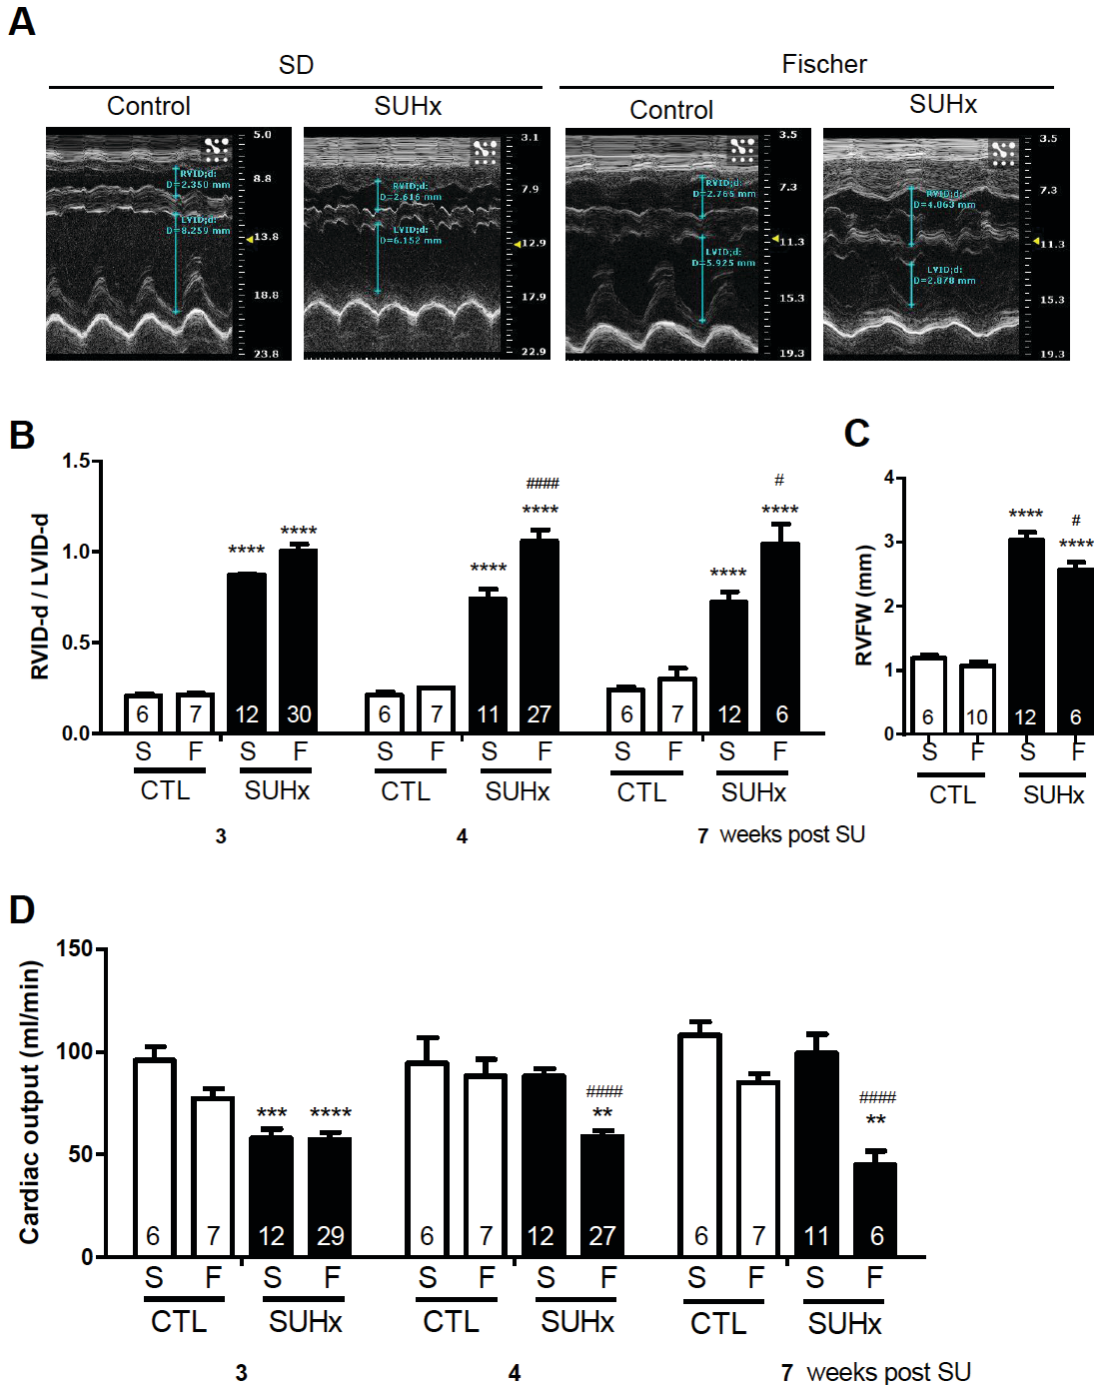 A
SD Fischer
Control SUHx Control SUHx
5.0
8.8
13.8
18.8
23.8
RVID;d:
D=2.350 mm
LVID;d:
D=8.259 mm
3.1
7.9
12.9
17.9
22.9
RVID;d:
D=2.616 mm
LVID;d:
D=6.152 mm
3.5
7.3
11.3
15.3
19.3
RVID;d:
D=2.765 mm
LVID;d:
D=5.925 mm
3.5
7.3
11.3
15.3
19.3
RVID;d:
D=4.063 mm
LVID;d:
D=2.878 mm
B
RVID-d / LVID-d
1.5
1.0
0.5
0.0
**** **** **** #### **** **** # ****
6 7 12 30 6 7 11 27 6 7 12 6
S F S F S F S F S F S F
CTL SUHx CTL SUHx CTL SUHx
3 4 7 weeks post SU
C
RVFW (mm)
4
3
2
1
0
**** # ****
6 10 12 6
S F S F
CTL SUHx
D
Cardiac output (ml/min)
150
100
50
0
*** **** #### ** #### **
6 7 12 29 6 7 12 27 6 7 11 6
S F S F S F S F S F S F
CTL SUHx CTL SUHx CTL SUHx
3 4 7 weeks post SU